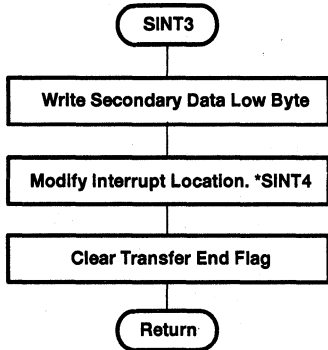 SINT3
Write Secondary Data Low Byte
Modify Interrupt Location. *SINT4
Clear Transfer End Flag
Return